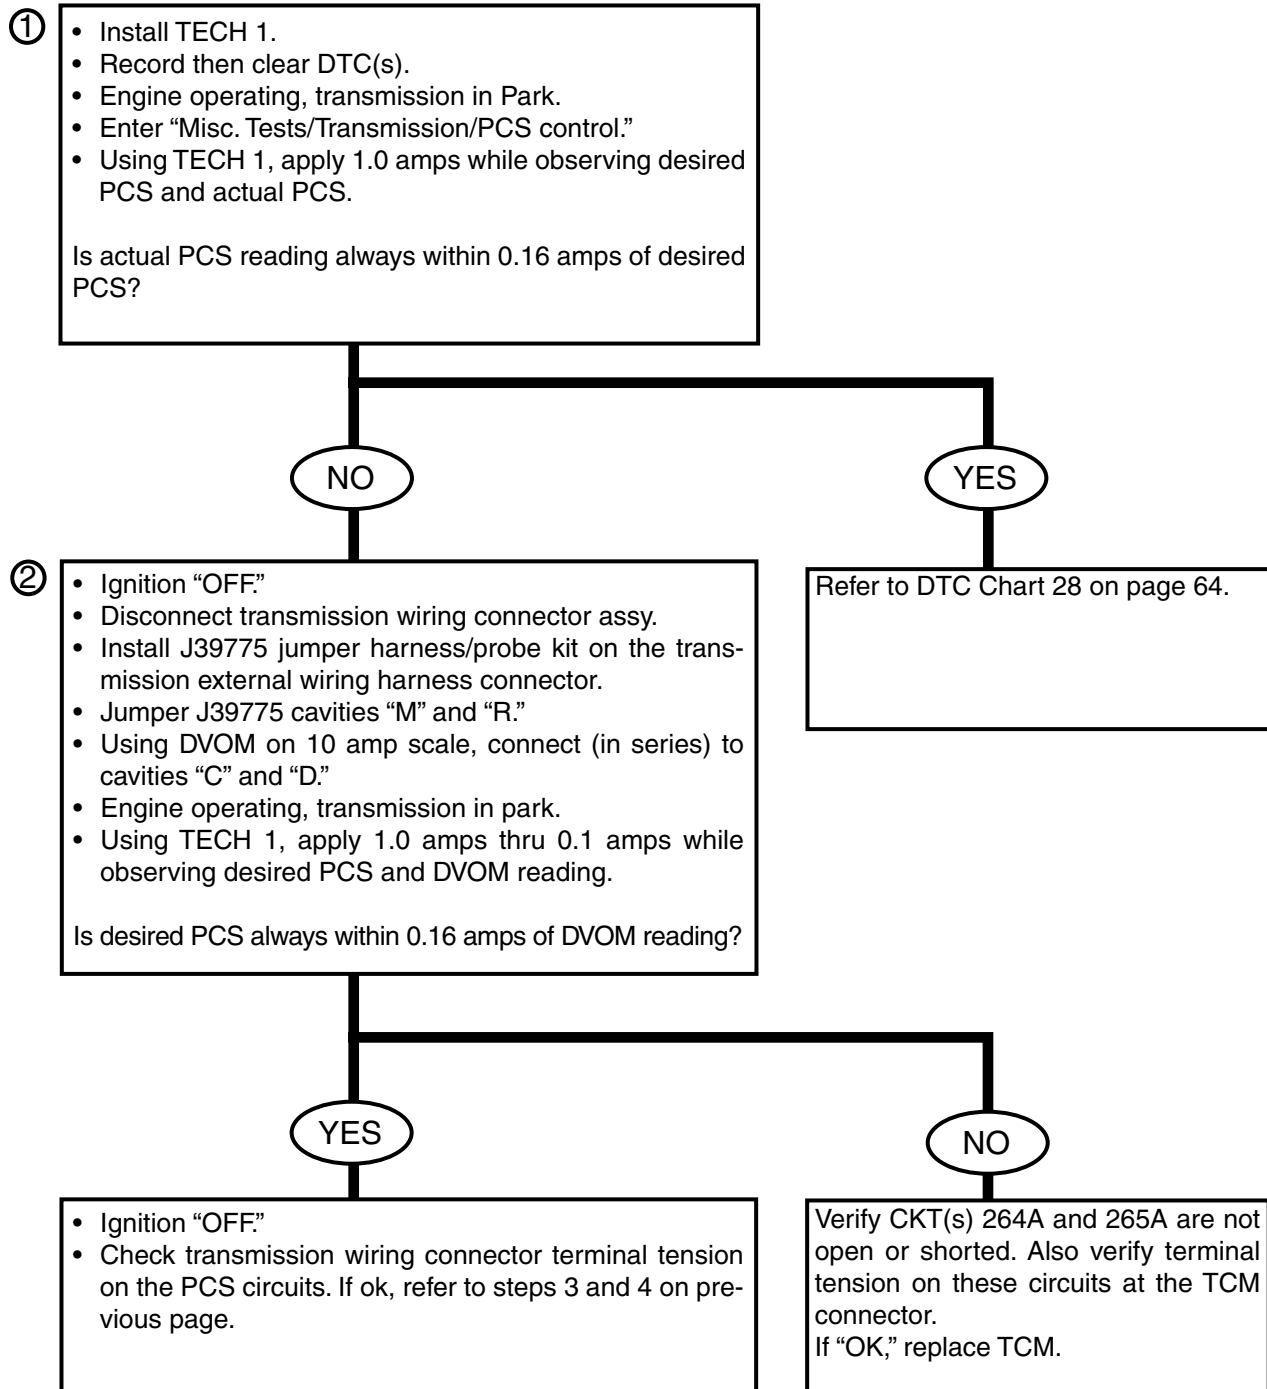 ①
• Install TECH 1.
• Record then clear DTC(s).
• Engine operating, transmission in Park.
• Enter “Misc. Tests/Transmission/PCS control.”
• Using TECH 1, apply 1.0 amps while observing desired
PCS and actual PCS.
Is actual PCS reading always within 0.16 amps of desired
PCS?
NO
YES
②
• Ignition “OFF.”
• Disconnect transmission wiring connector assy.
• Install J39775 jumper harness/probe kit on the trans-
mission external wiring harness connector.
• Jumper J39775 cavities “M” and “R.”
• Using DVOM on 10 amp scale, connect (in series) to
cavities “C” and “D.”
• Engine operating, transmission in park.
• Using TECH 1, apply 1.0 amps thru 0.1 amps while
observing desired PCS and DVOM reading.
Is desired PCS always within 0.16 amps of DVOM reading?
Refer to DTC Chart 28 on page 64.
YES
NO
• Ignition “OFF.”
• Check transmission wiring connector terminal tension
on the PCS circuits. If ok, refer to steps 3 and 4 on pre-
vious page.
Verify CKT(s) 264A and 265A are not
open or shorted. Also verify terminal
tension on these circuits at the TCM
connector.
If “OK,” replace TCM.